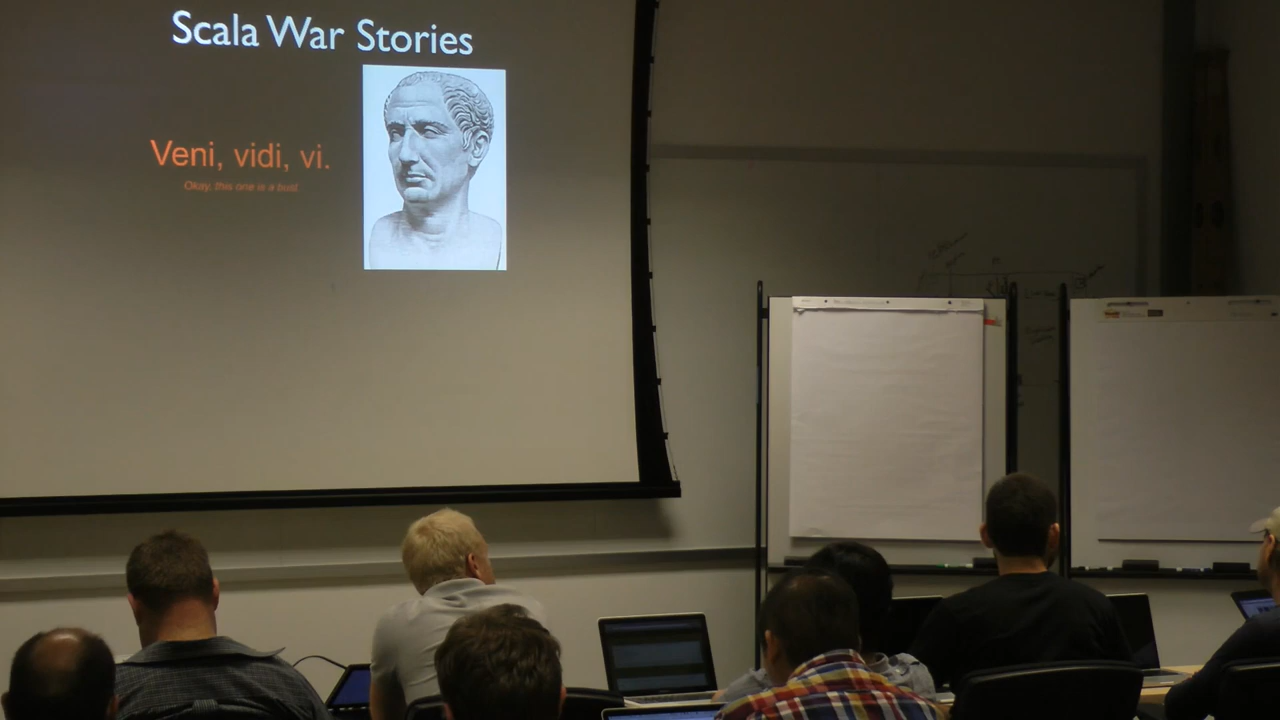 Scala War Stories
Veni, vidi, vi.
Okay, this one is a bust.